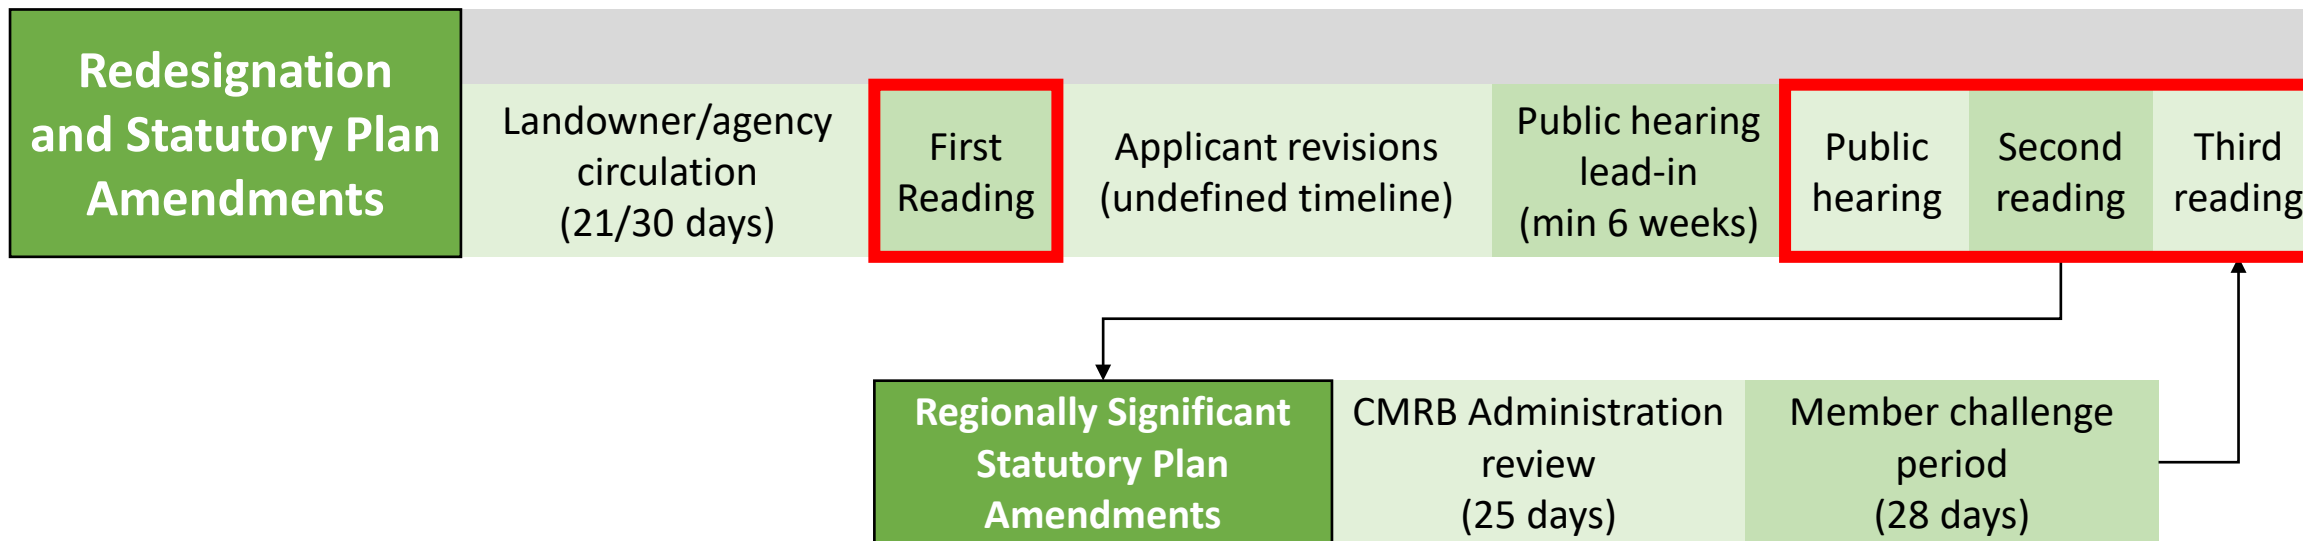 Redesignation
and Statutory Plan
Amendments
Landowner/agency
circulation
(21/30 days)
First
Reading
Applicant revisions
(undefined timeline)
Public hearing
lead-in
(min 6 weeks)
Public
hearing
Second
reading
Third
reading
Regionally Significant
Statutory Plan
Amendments
CMRB Administration
review
(25 days)
Member challenge
period
(28 days)